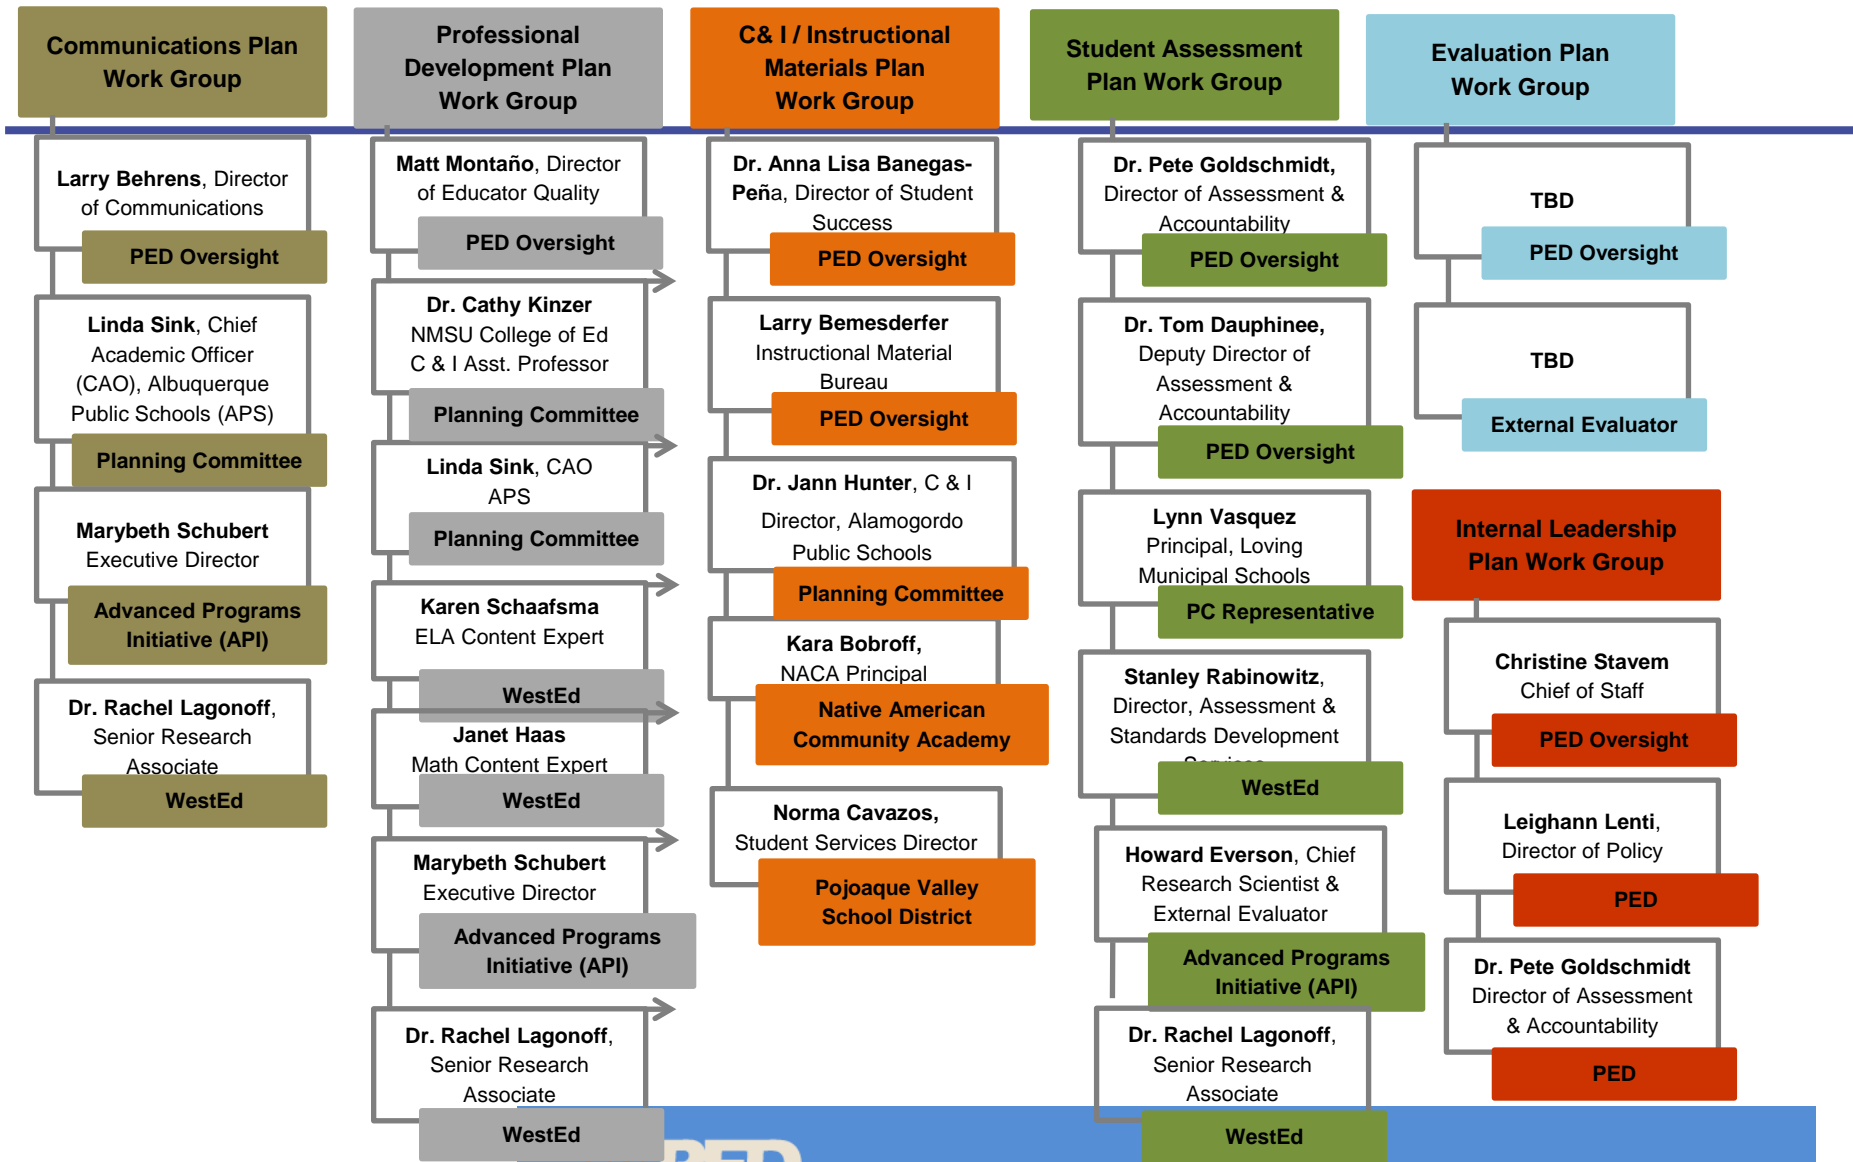 Communications Plan
Work Group
Larry Behrens, Director
of Communications
PED Oversight
Linda Sink, Chief
Academic Officer
(CAO), Albuquerque
Public Schools (APS)
Planning Committee
Marybeth Schubert
Executive Director
Advanced Programs
Initiative (API)
Dr. Rachel Lagonoff,
Senior Research
Associate
WestEd
Professional
Development Plan
Work Group
Matt Montaño, Director
of Educator Quality
PED Oversight
Dr. Cathy Kinzer
NMSU College of Ed
C & I Asst. Professor
Planning Committee
Linda Sink, CAO
APS
Planning Committee
Karen Schaafsma
ELA Content Expert
WestEd
Janet Haas
Math Content Expert
WestEd
Marybeth Schubert
Executive Director
Advanced Programs
Initiative (API)
Dr. Rachel Lagonoff,
Senior Research
Associate
WestEd
C& I / Instructional
Materials Plan
Work Group
Dr. Anna Lisa Banegas-
Peña, Director of Student
Success
PED Oversight
Larry Bemesderfer
Instructional Material
Bureau
PED Oversight
Dr. Jann Hunter, C & I
Director, Alamogordo
Public Schools
Planning Committee
Kara Bobroff,
NACA Principal
Native American
Community Academy
Norma Cavazos,
Student Services Director
Pojoaque Valley
School District
Student Assessment
Plan Work Group
Dr. Pete Goldschmidt,
Director of Assessment &
Accountability
PED Oversight
Dr. Tom Dauphinee,
Deputy Director of
Assessment &
Accountability
PED Oversight
Lynn Vasquez
Principal, Loving
Municipal Schools
PC Representative
Stanley Rabinowitz,
Director, Assessment &
Standards Development
Services
WestEd
Howard Everson, Chief
Research Scientist &
External Evaluator
Advanced Programs
Initiative (API)
Dr. Rachel Lagonoff,
Senior Research
Associate
WestEd
Evaluation Plan
Work Group
TBD
PED Oversight
TBD
External Evaluator
Internal Leadership
Plan Work Group
Christine Stavem
Chief of Staff
PED Oversight
Leighann Lenti,
Director of Policy
PED
Dr. Pete Goldschmidt
Director of Assessment
& Accountability
PED
PED